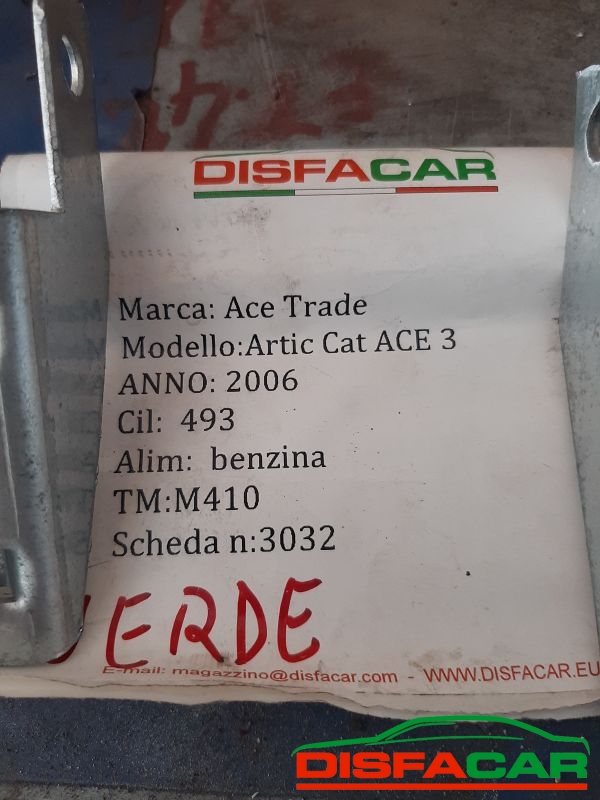 DISFACAR
Marca: Ace Trade
Modello:Artic Cat ACE 3
ANNO: 2006
Cil: 493
Alim: benzina
TM:M410
Scheda n:3032
VERDE
E-mail: magazzino@disfacar.com - WWW.DISFACAR.EU
DISFACAR